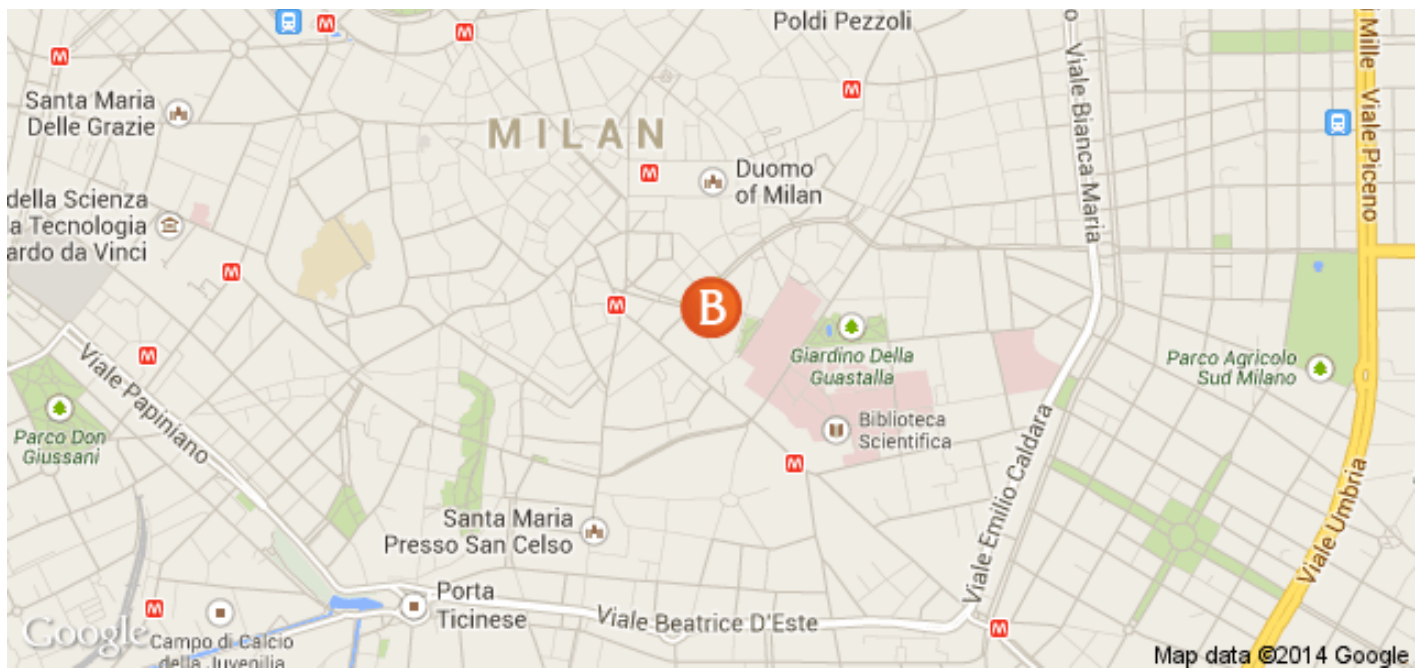 Poldi Pezzoli
M
M
M
M
Santa Maria
Delle Grazie
MILAN
Viale Bianca Maria
Mille
Viale Piceno
M
Duomo
of Milan
della Scienza
a Tecnologia
ardo da Vinci
M
M
B
Giardino Della
Guastalla
Parco Agricolo
Sud Milano
M
Viale Papiniano
Parco Don
Giussani
Biblioteca
Scientifica
M
Viale Emilio Caldara
Viale Umbria
Santa Maria
Presso San Celso
Porta
Ticinese
Viale Beatrice D'Este
M
M
Google
Campo di Calcio
della Juvenilia
Map data ©2014 Google